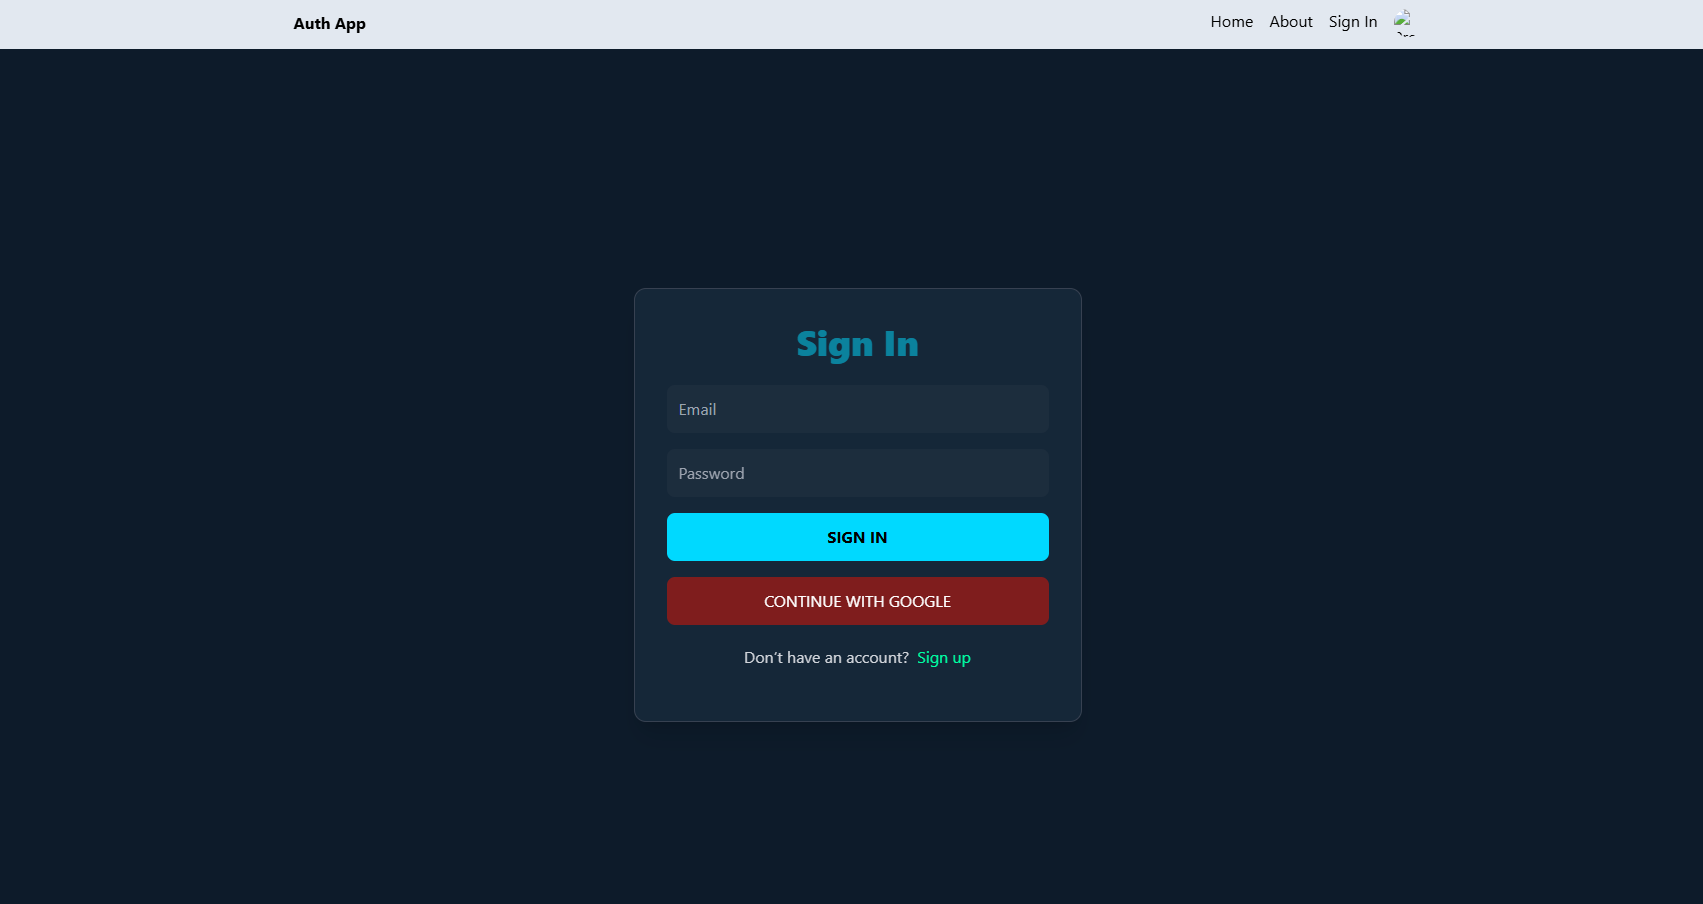 Auth App
Home About Sign In
Sign In
Email
Password
SIGN IN
CONTINUE WITH GOOGLE
Don't have an account? Sign up